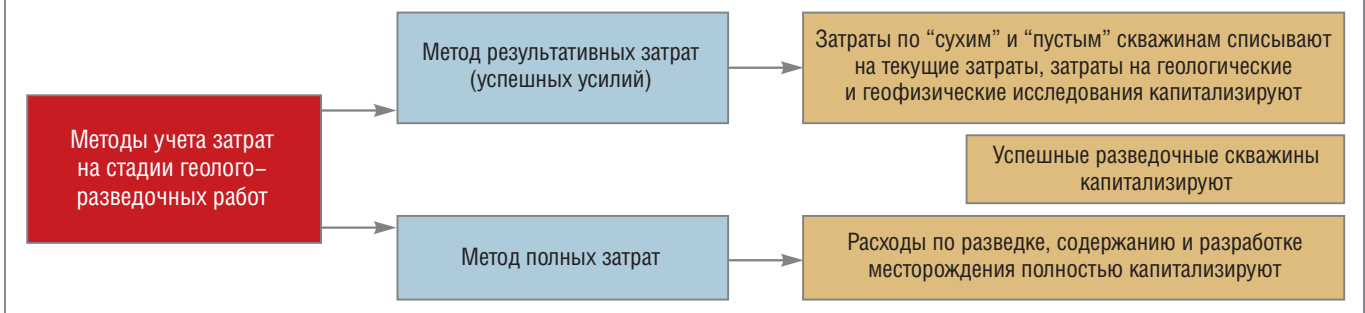 Методы учета затрат
на стадии геолого–
разведочных работ
Метод результативных затрат
(успешных усилий)
Затраты по “сухим” и “пустым” скважинам списывают
на текущие затраты, затраты на геологические
и геофизические исследования капитализируют
Успешные разведочные скважины
капитализируют
Метод полных затрат
Расходы по разведке, содержанию и разработке
месторождения полностью капитализируют